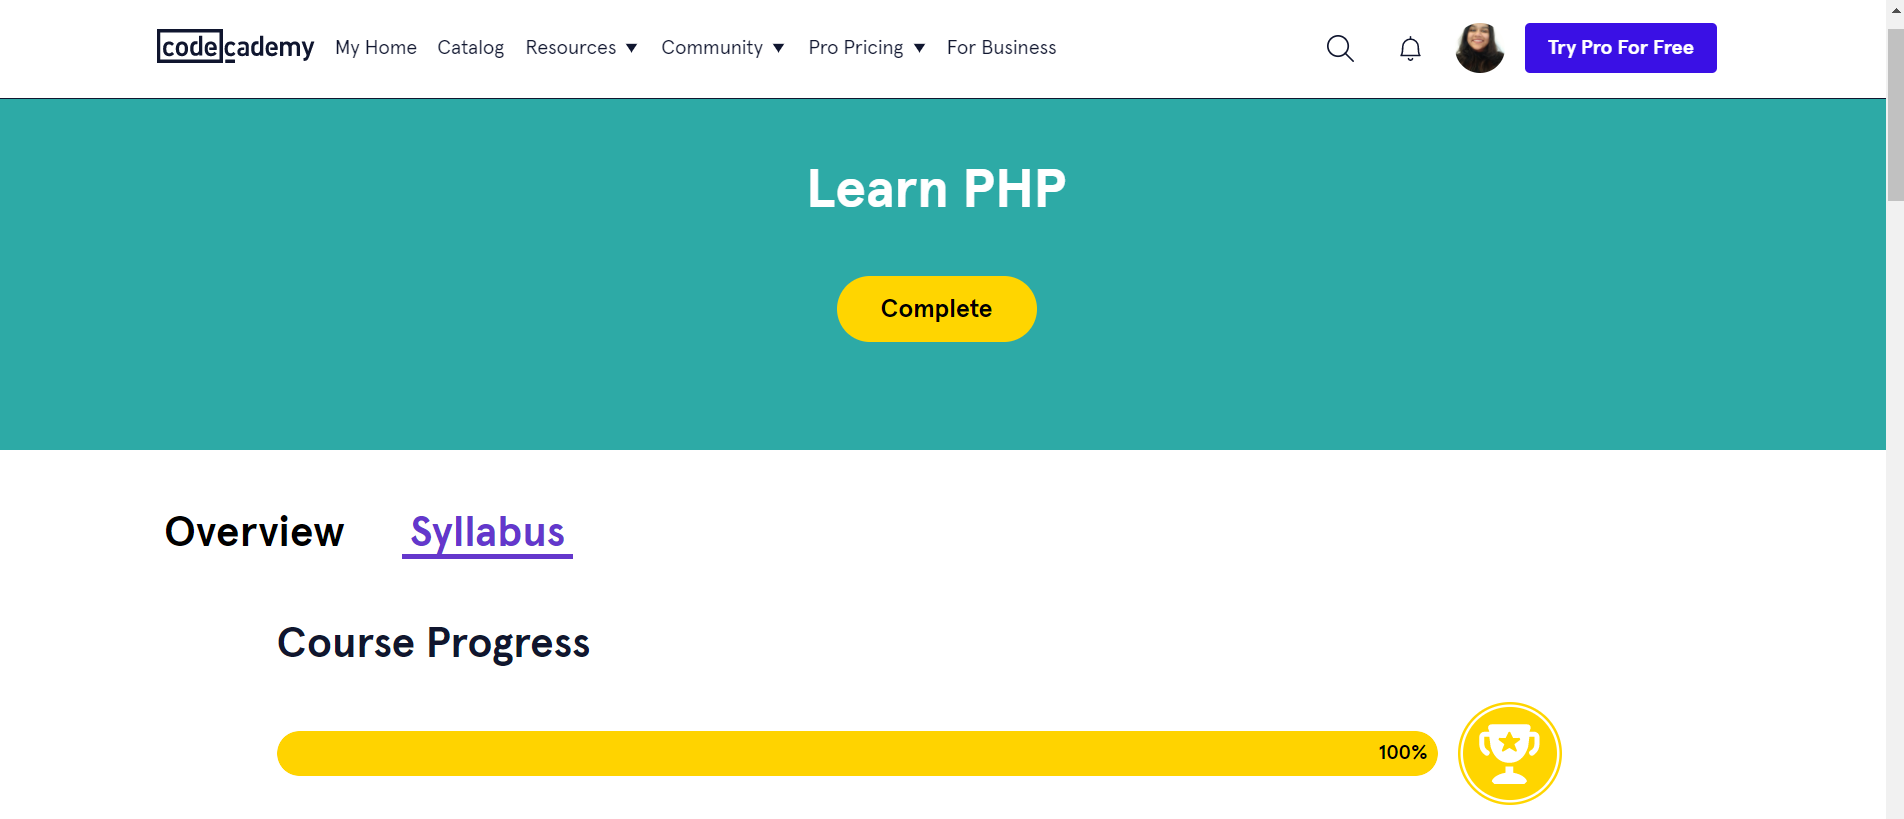 codecademy My Home Catalog Resources ▼ Community ▼ Pro Pricing ▼ For Business Try Pro For Free
Learn PHP
Complete
Overview Syllabus
Course Progress
100%